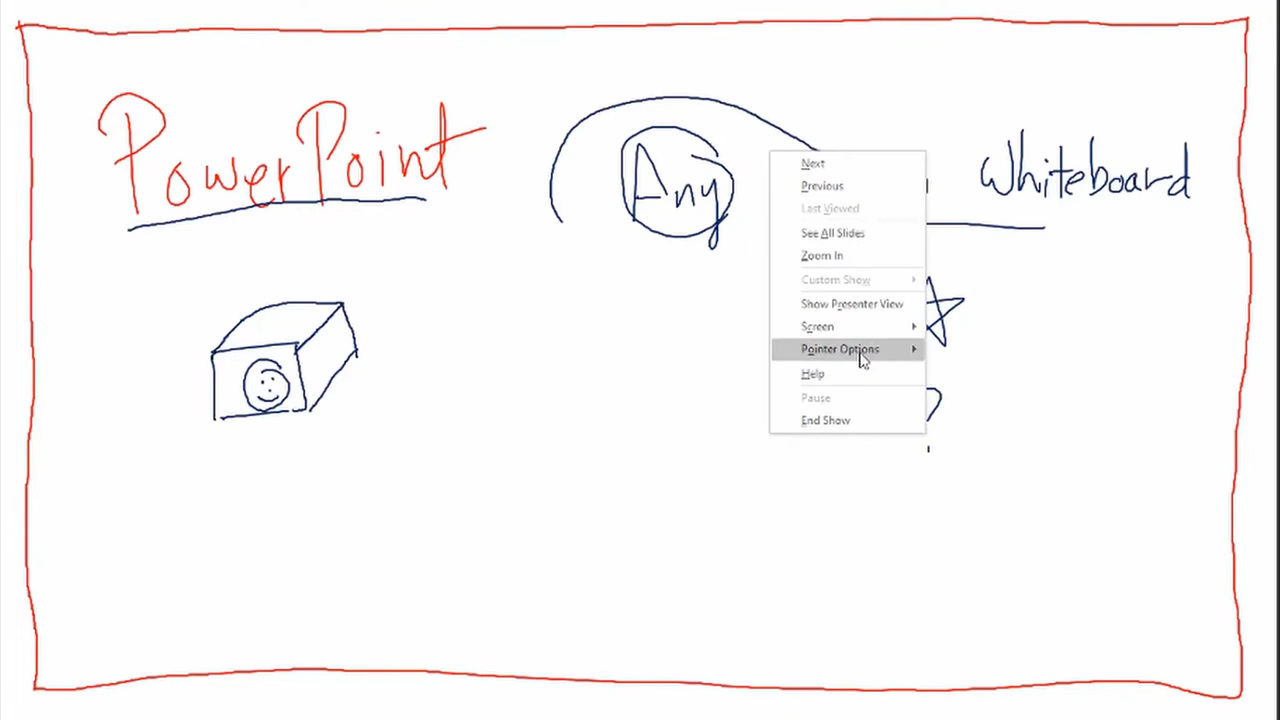 PowerPoint
Any
Whiteboard
Next
Previous
Last Viewed
See All Slides
Zoom In
Custom Show
Show Presenter View
Screen
Pointer Options
Help
Pause
End Show